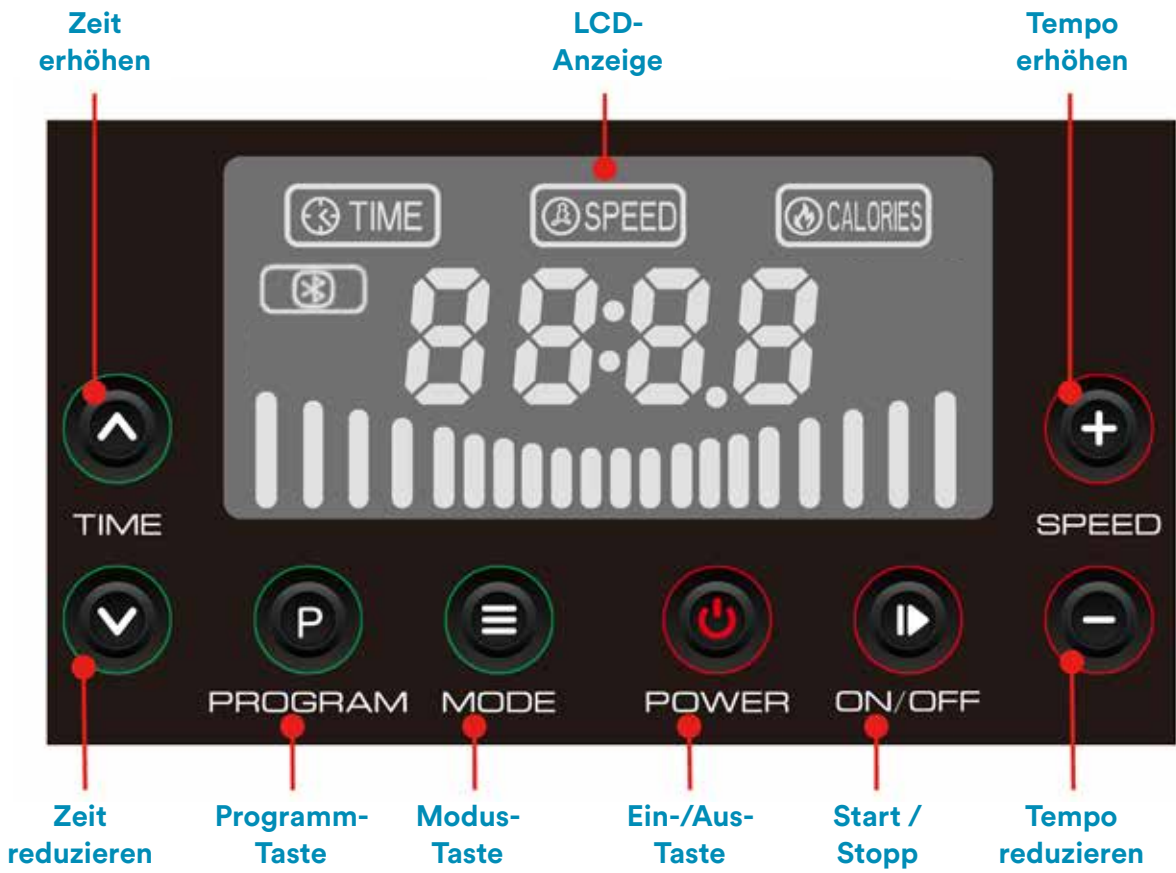 Zeit
erhöhen
LCD-
Anzeige
Tempo
erhöhen
TIME
SPEED
CALORIES
88:8.8
TIME
SPEED
P
PROGRAM
MODE
POWER
ON/OFF
Zeit
reduzieren
Programm-
Taste
Modus-
Taste
Ein-/Aus-
Taste
Start /
Stopp
Tempo
reduzieren